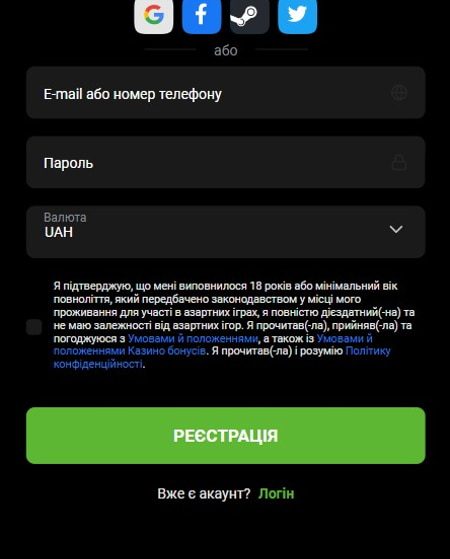 або
E-mail або номер телефону
Пароль
Валюта
UAH
Я підтверджую, що мені виповнилося 18 років або мінімальний вік
повноліття, який передбачено законодавством у місці мого
проживання для участі в азартних іграх, я повністю дієздатний(-на) та
не маю залежності від азартних ігор. Я прочитав(-ла), прийняв(-ла) та
погоджуюся з Умовами й положеннями, а також із Умовами й
положеннями Казино бонусів. Я прочитав(-ла) і розумію Політику
конфіденційності.
РЕЄСТРАЦІЯ
Вже є акаунт? Логін